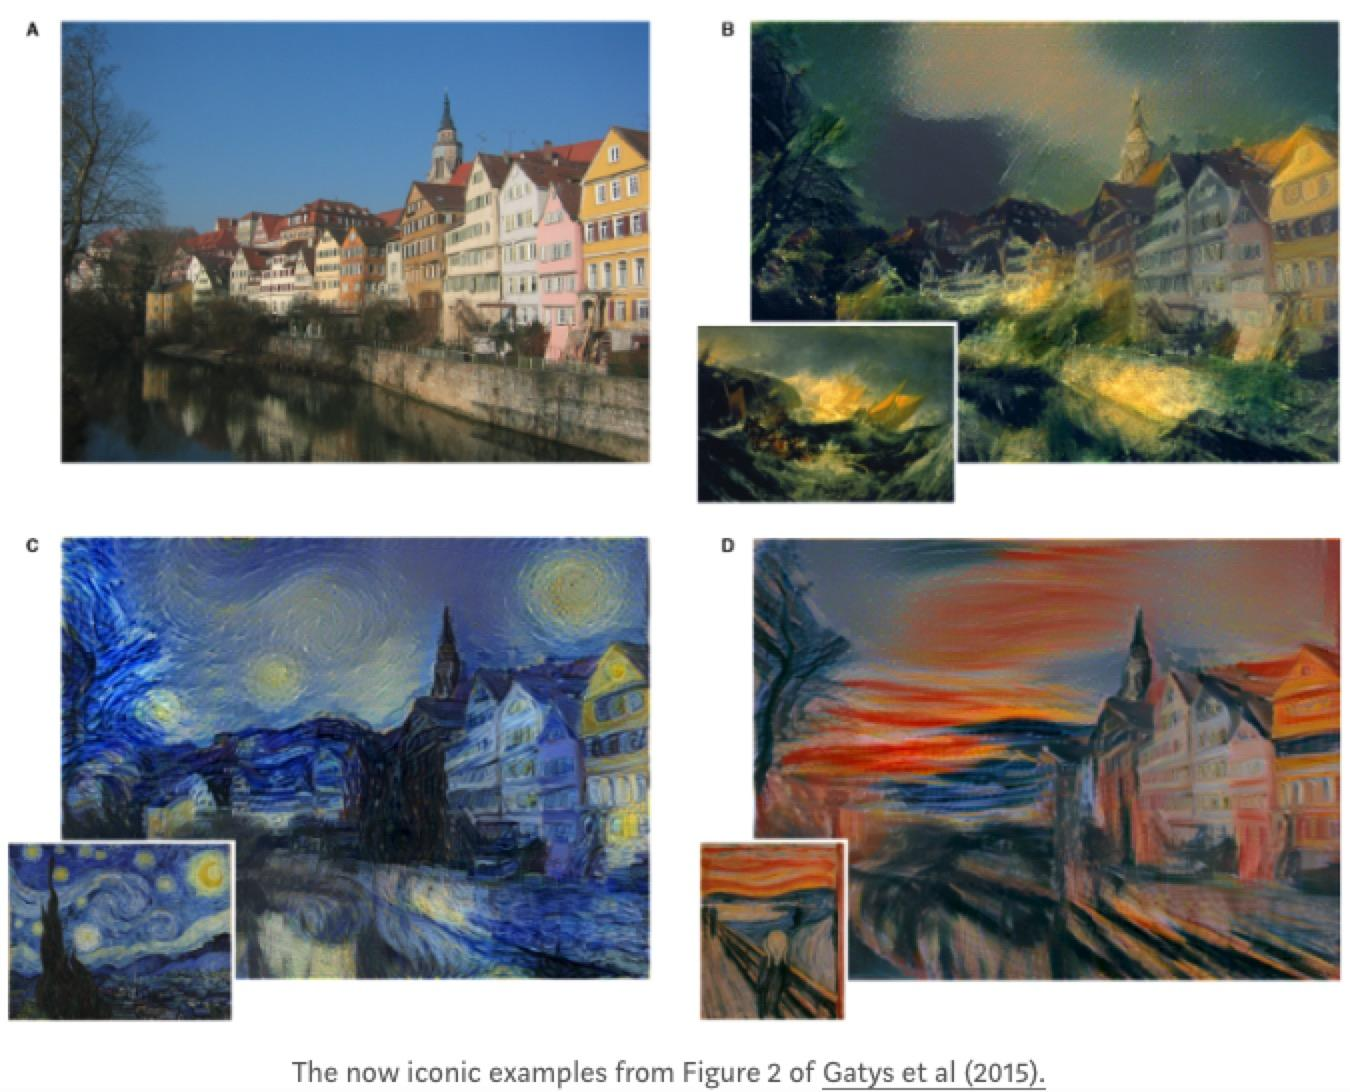 A
B
C
D
The now iconic examples from Figure 2 of Gatys et al (2015).